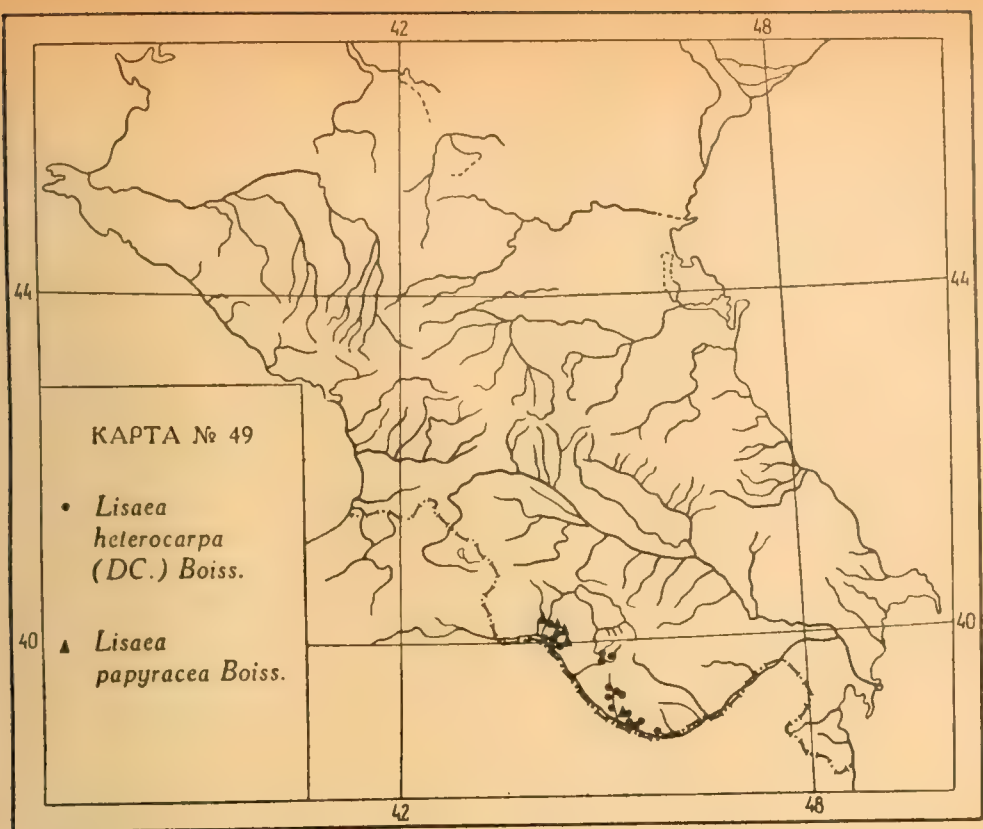 42
48
44
44
КАРТА № 49
Lisaea
heterocarpa
(DC.) Boiss.
Lisaea
papyracea Boiss.
40
40
42
48